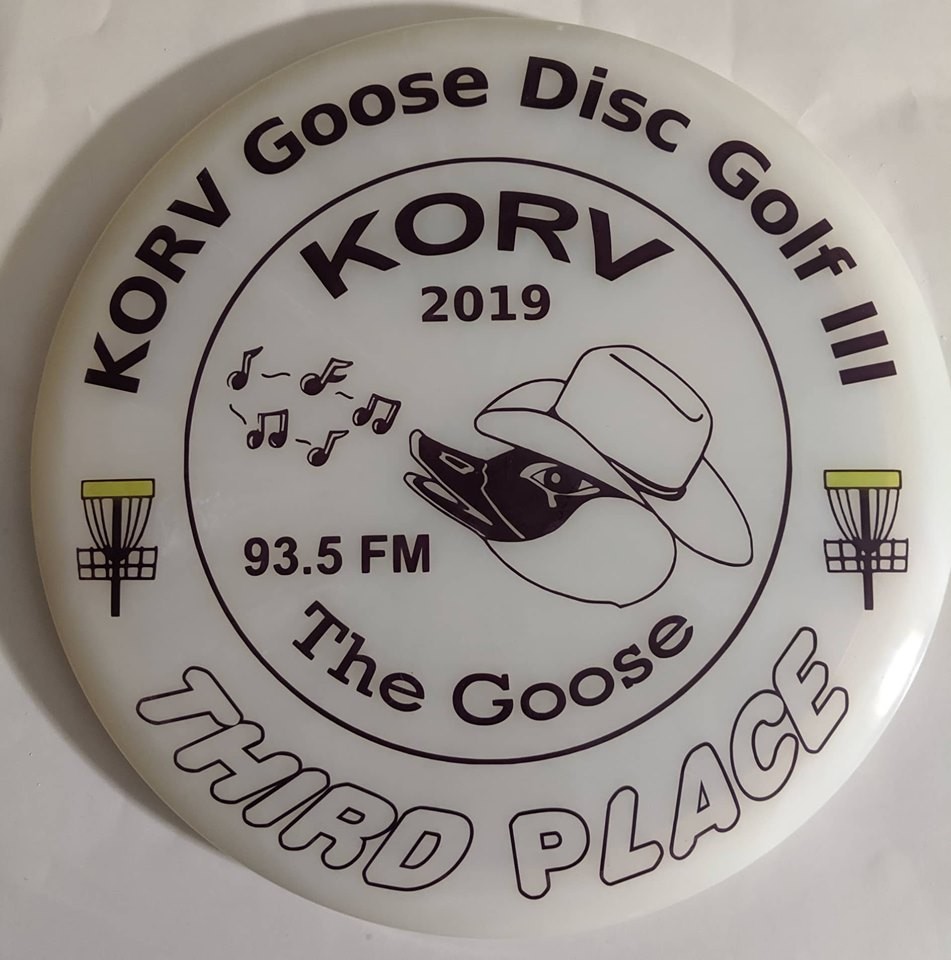 KORV Goose Disc Golf III
KORV
2019
93.5 FM
The Goose
THIRD PLACE